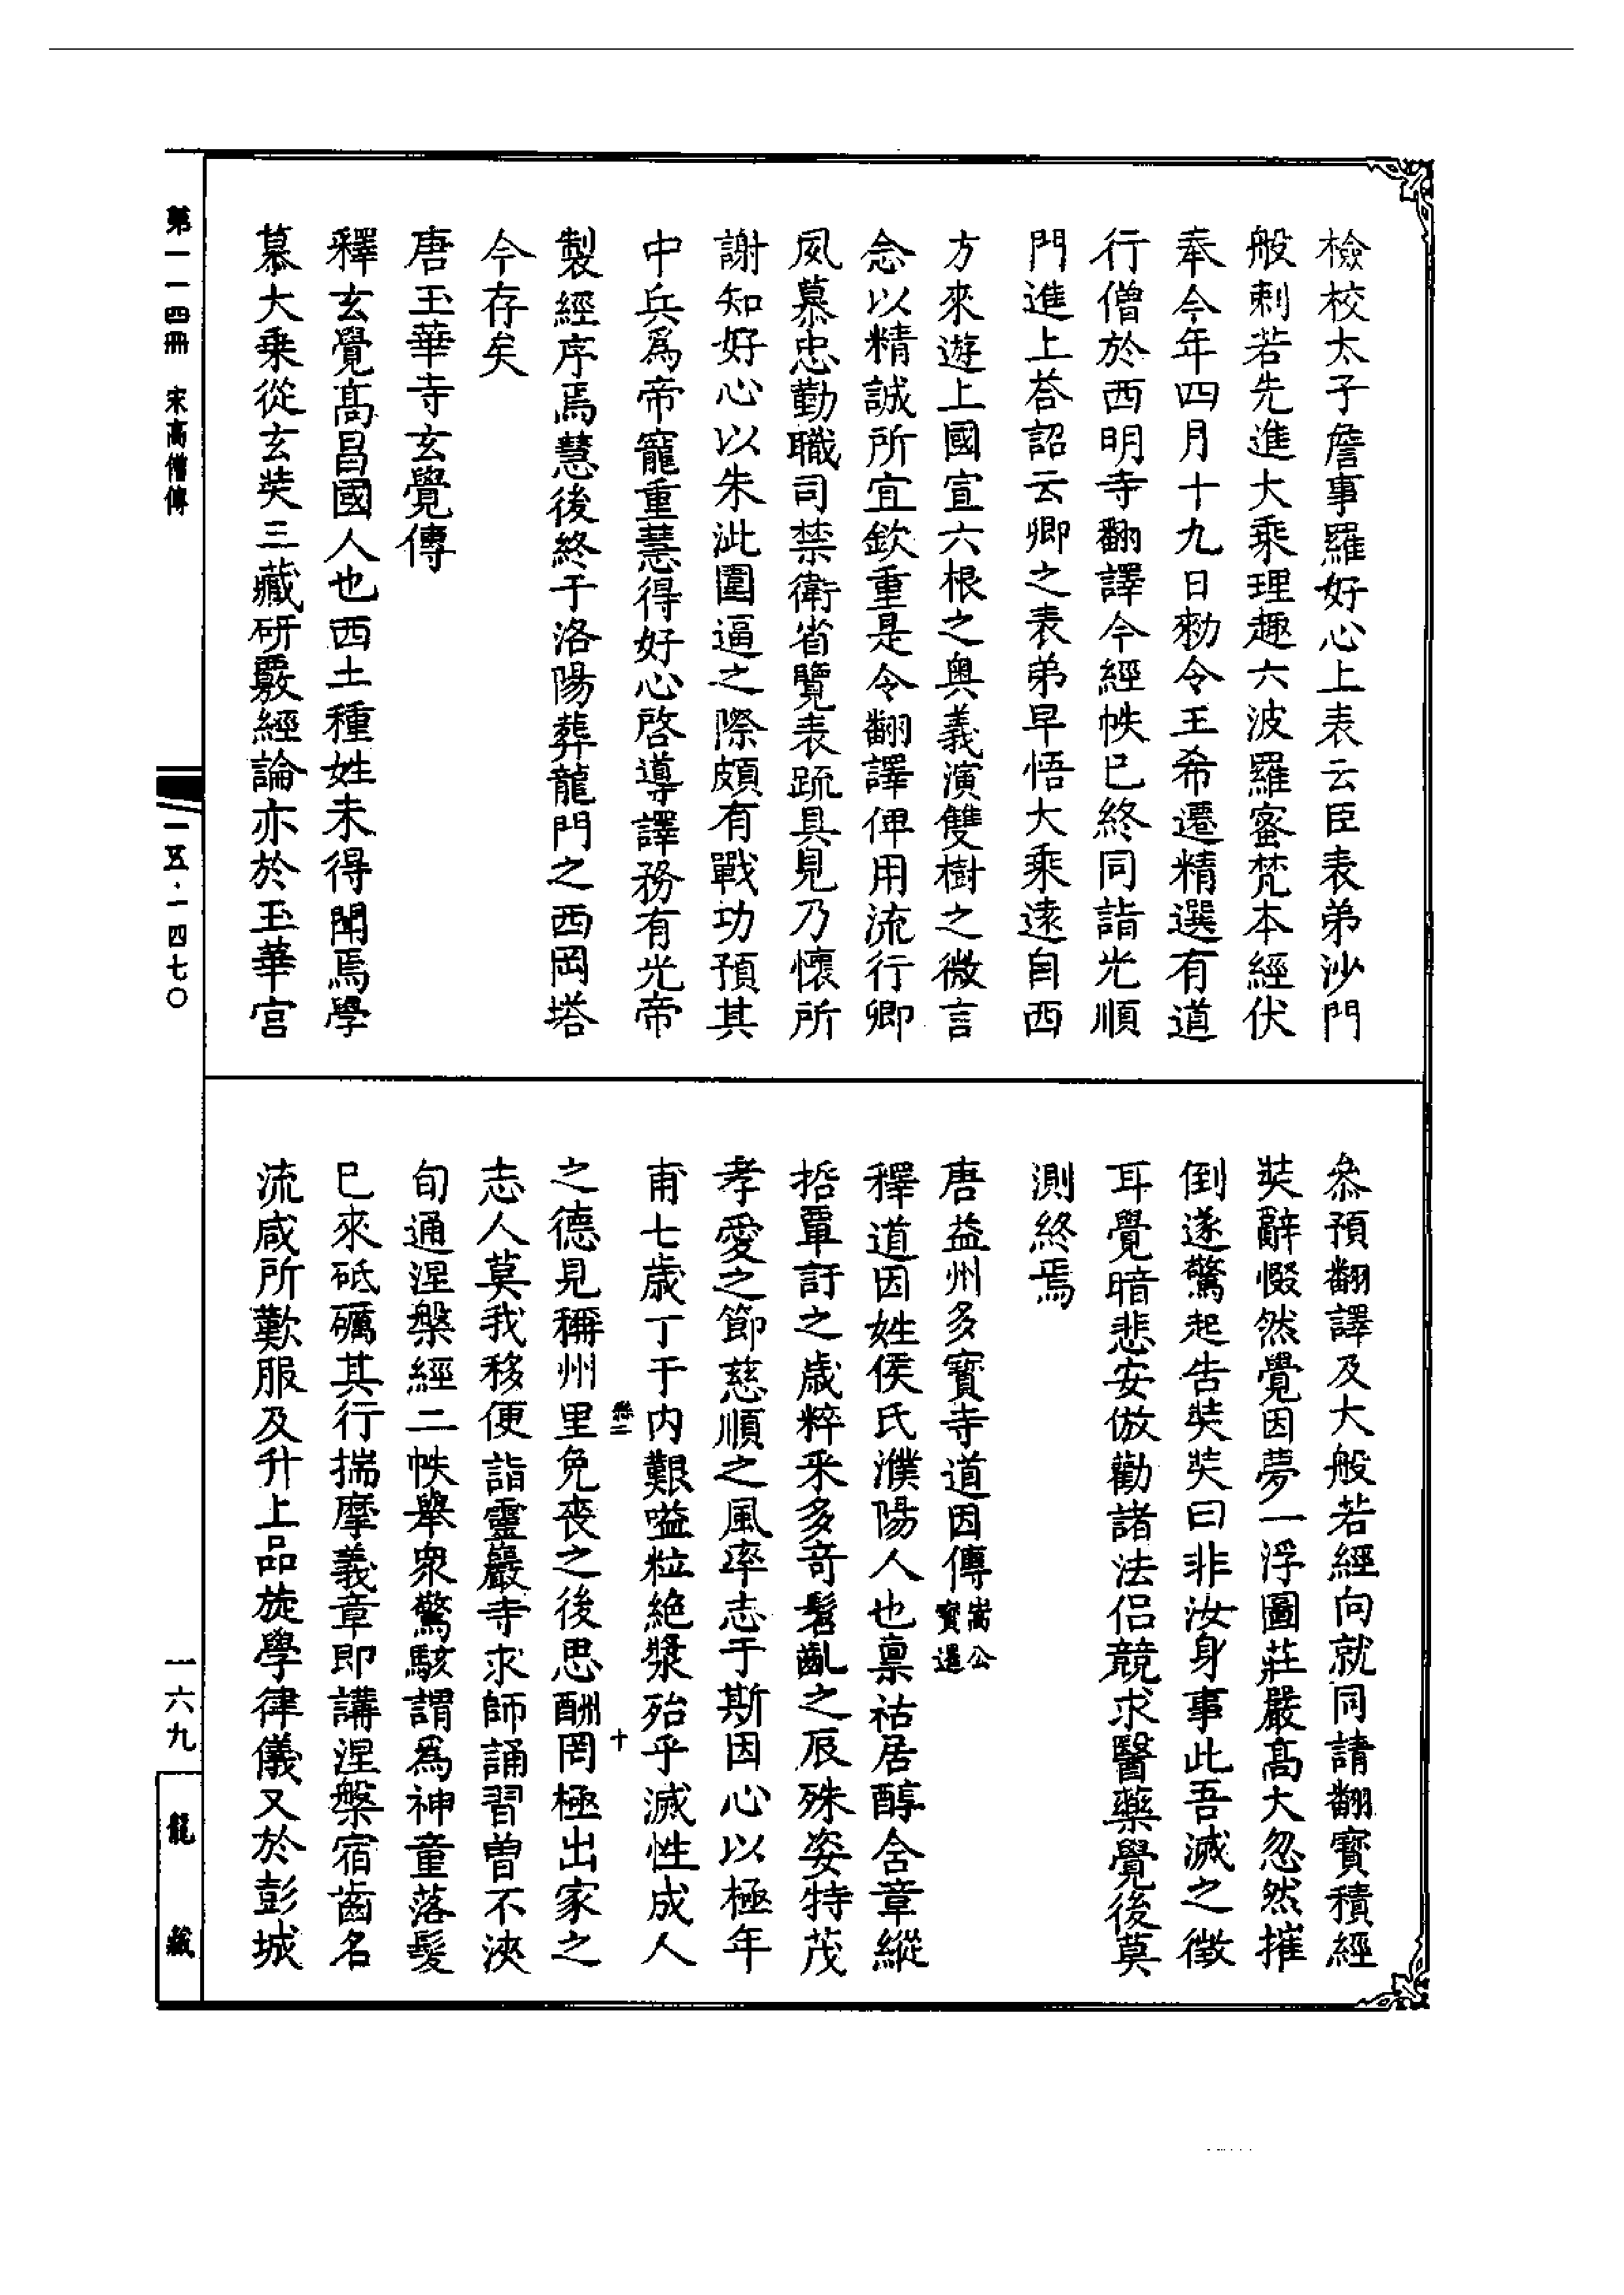 檢校太子詹事羅好心上表云臣表弟沙門
般剌若先進大乘理趣六波羅蜜梵本經伏
奉今年四月十九日勑令王希遷精選有道
行僧於西明寺翻譯今經帙已終同詣光順
門進上荅詔云卿之表弟早悟大乘遠自西
方來遊上國宣六根之奧義演雙樹之微言
念以精誠所宜欽重是令翻譯俾用流行卿
夙慕忠勤職司禁衛省覽表疏具見乃懷所
謝知好心以朱泚圍逼之際頗有戰功預其
中兵爲帝寵重慧得好心啓導譯務有光帝
製經序焉慧後終于洛陽葬龍門之西岡塔
今存矣
唐玉華寺玄覺傳
釋玄覺髙昌國人也西土種姓未得聞焉學
慕大乘從玄奘三藏研覈經論亦於玉華宫
叅預翻譯及大般若經向就同請翻寳積經
奘辭惙然覺因夢一浮圖莊嚴髙大忽然摧
倒遂驚起告奘奘曰非汝身事此吾滅之徵
耳覺暗悲安倣勸諸法侣競求醫藥覺後莫
測終焉
唐益州多寳寺道因傳嵩公寳暹
釋道因姓侯氏濮陽人也禀祜居醇含章縱
括覃訏之歲粹采多奇髫齓之辰殊姿特茂
孝愛之節慈順之風率志于斯因心以極年
甫七歲丁于内艱嗌粒絶漿殆乎滅性成人
之德見稱州里免丧之後思酬罔極出家之
志人莫我移便詣靈巖寺求師誦習曽不浹
旬通涅槃經二帙舉衆驚駭謂爲神童落髮
已來砥礪其行揣摩義章即講涅槃宿齒名
流咸所歎服及升上品旋學律儀又於彭城
第一一四冊 宋高僧傳
一五·一四七〇
一六九
龍藏